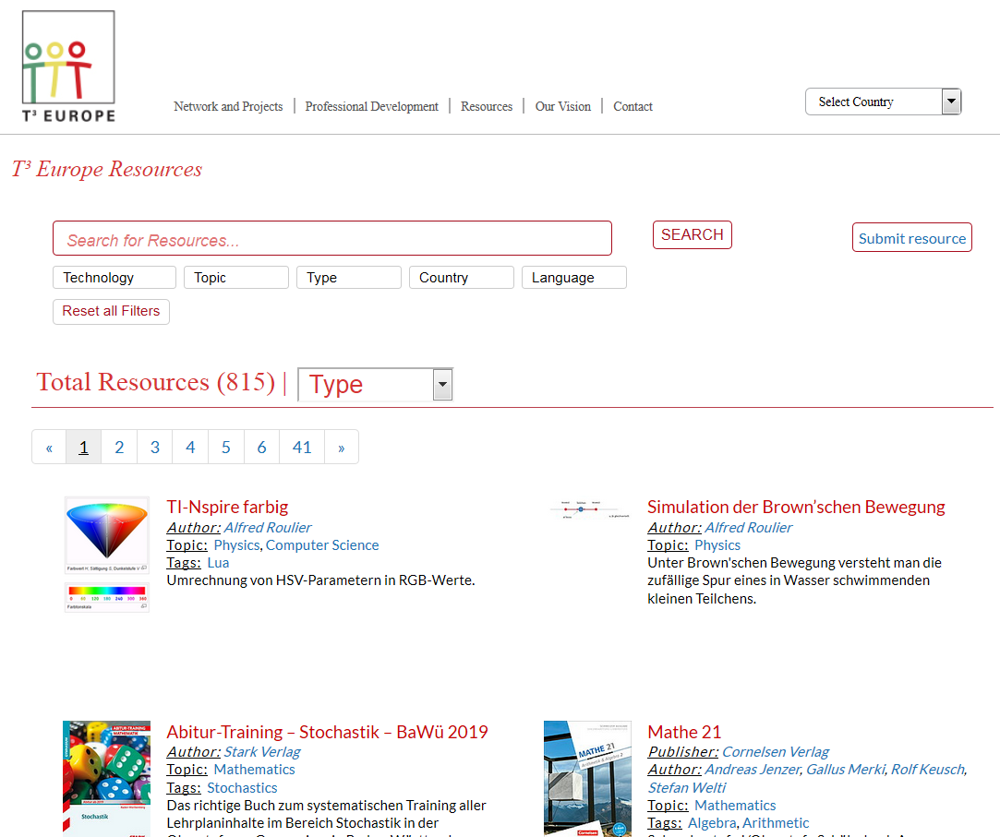 T³ EUROPE
Network and Projects | Professional Development | Resources | Our Vision | Contact
Select Country
T³ Europe Resources
Search for Resources...
SEARCH
Submit resource
Technology
Topic
Type
Country
Language
Reset all Filters
Total Resources (815) |
Type
« 1 2 3 4 5 6 41 »
Farbwert H, Sättigung S, Dunkelstufe V
0 60 120 180 240 300 360
Farbtonskala
TI-Nspire farbig
Author: Alfred Roulier
Topic: Physics, Computer Science
Tags: Lua
Umrechnung von HSV-Parametern in RGB-Werte.
Simulation der Brown'schen Bewegung
Author: Alfred Roulier
Topic: Physics
Unter Brown'schen Bewegung versteht man die
zufällige Spur eines in Wasser schwimmenden
kleinen Teilchens.
ABITUR-TRAINING
MATHEMATIK
Stochastik
STARK
Abitur-Training – Stochastik – BaWü 2019
Author: Stark Verlag
Topic: Mathematics
Tags: Stochastics
Das richtige Buch zum systematischen Training aller
Lehrplaninhalte im Bereich Stochastik in der
MATHE 21
Arithmetik & Algebra 2
Cornelsen
Mathe 21
Publisher: Cornelsen Verlag
Author: Andreas Jenzer, Gallus Merki, Rolf Keusch,
Stefan Welti
Topic: Mathematics
Tags: Algebra, Arithmetic